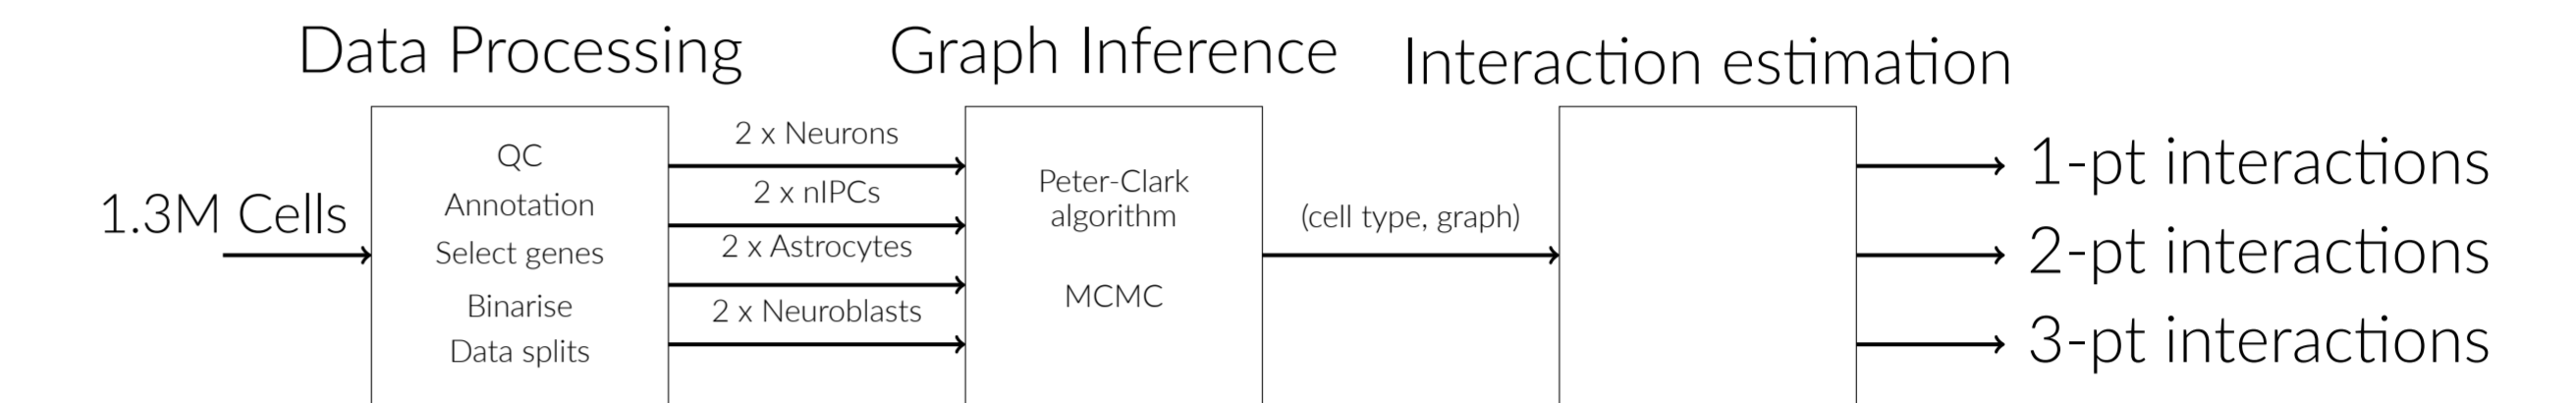 Data Processing
Graph Inference
Interaction estimation
1.3M Cells
QC
Annotation
Select genes
Binarise
Data splits
2 x Neurons
2 x nIPCs
2 x Astrocytes
2 x Neuroblasts
Peter-Clark
algorithm
MCMC
(cell type, graph)
1-pt interactions
2-pt interactions
3-pt interactions